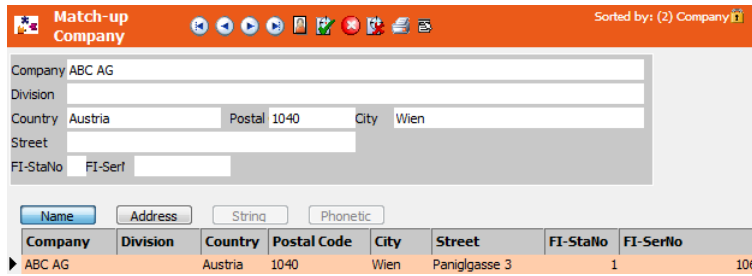 Match-up
Company
Sorted by: (2) Company
Company ABC AG
Division
Country Austria Postal 1040 City Wien
Street
FI-StaNo FI-SerN
Name Address String Phonetic
Company Division Country Postal Code City Street FI-StaNo FI-SerNo
ABC AG Austria 1040 Wien Paniglgasse 3 1